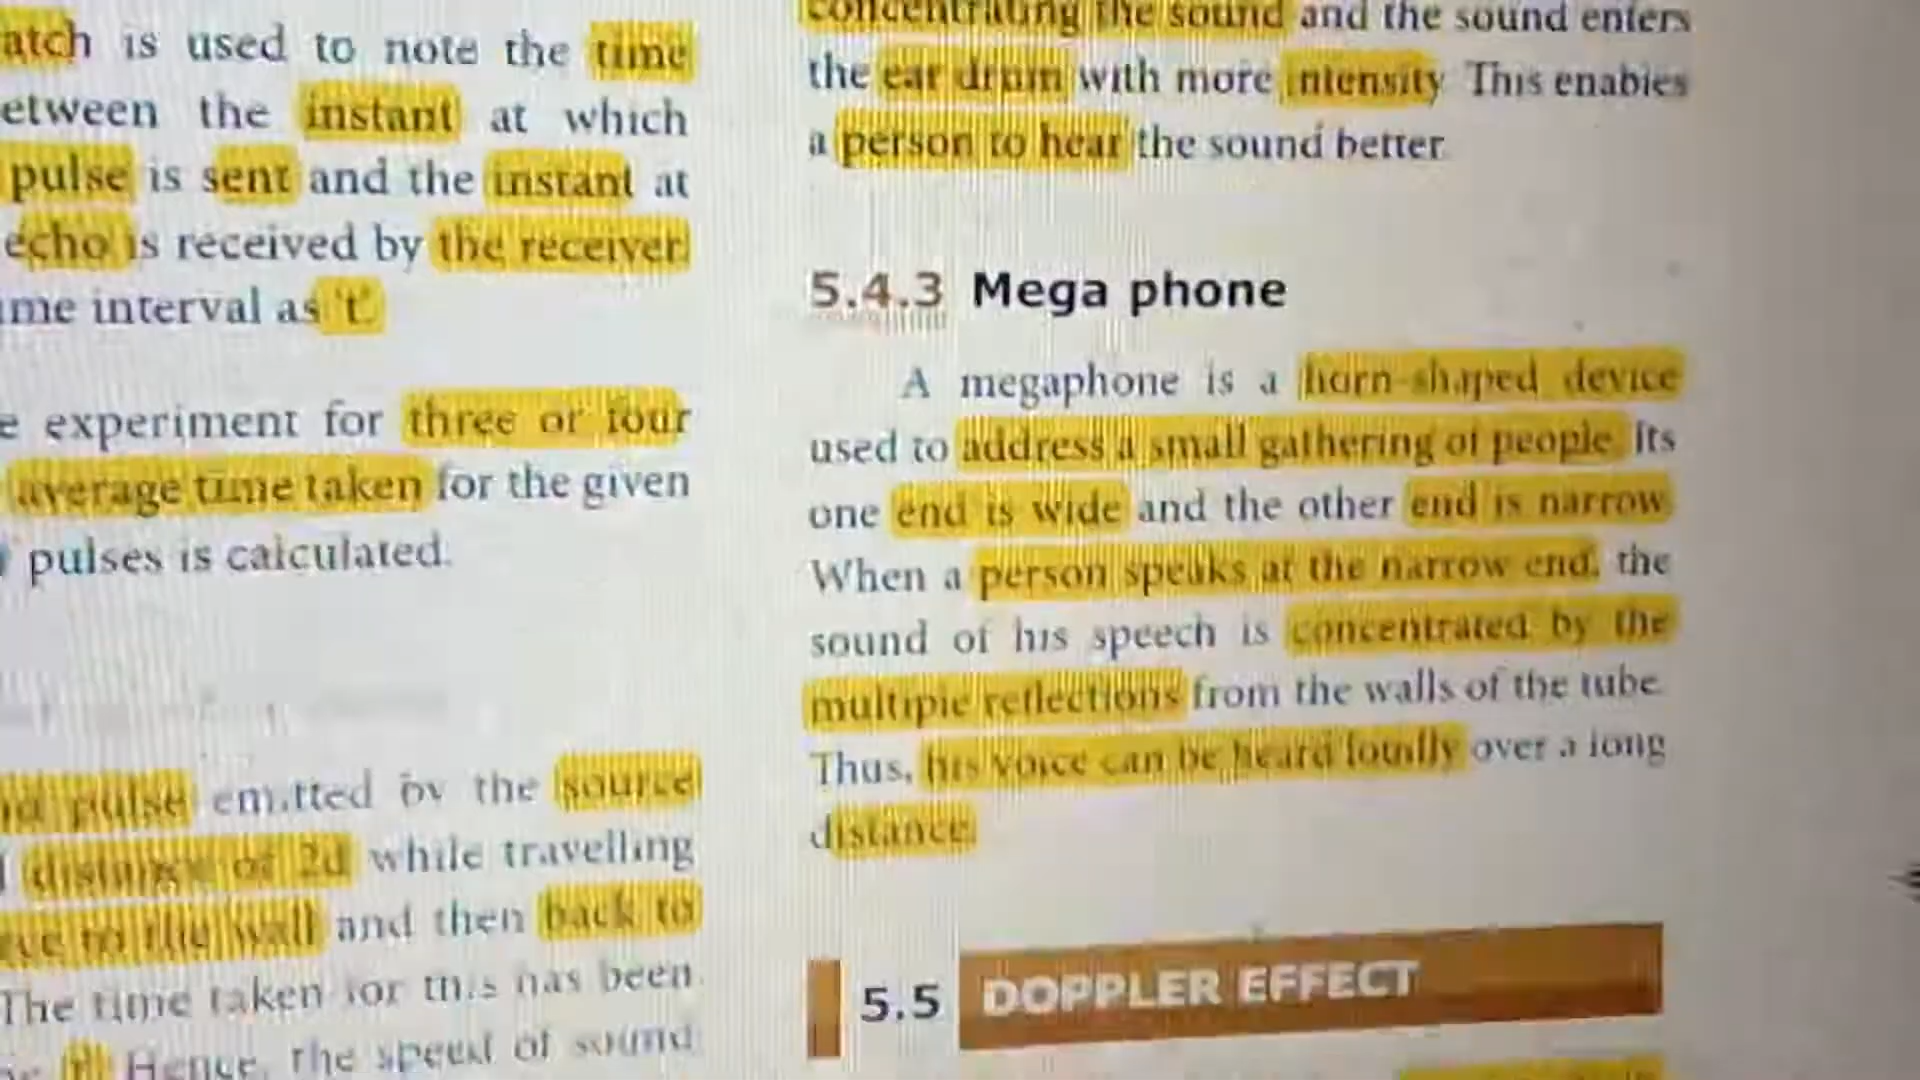 atch is used to note the time
etween the instant at which
pulse is sent and the instant at
echo is received by the receiver.
me interval as 't'.
e experiment for three or four
average time taken for the given
pulses is calculated.
pulse emitted by the source
distance of 2d while travelling
to the wall and then back to
The time taken for this has been
Hence, the speed of sound
concentrating the sound and the sound enters
the ear drum with more intensity. This enables
a person to hear the sound better.
5.4.3 Mega phone
A megaphone is a horn-shaped device
used to address a small gathering of people. Its
one end is wide and the other end is narrow.
When a person speaks at the narrow end, the
sound of his speech is concentrated by the
multiple reflections from the walls of the tube.
Thus, his voice can be heard loudly over a long
distance.
5.5 DOPPLER EFFECT